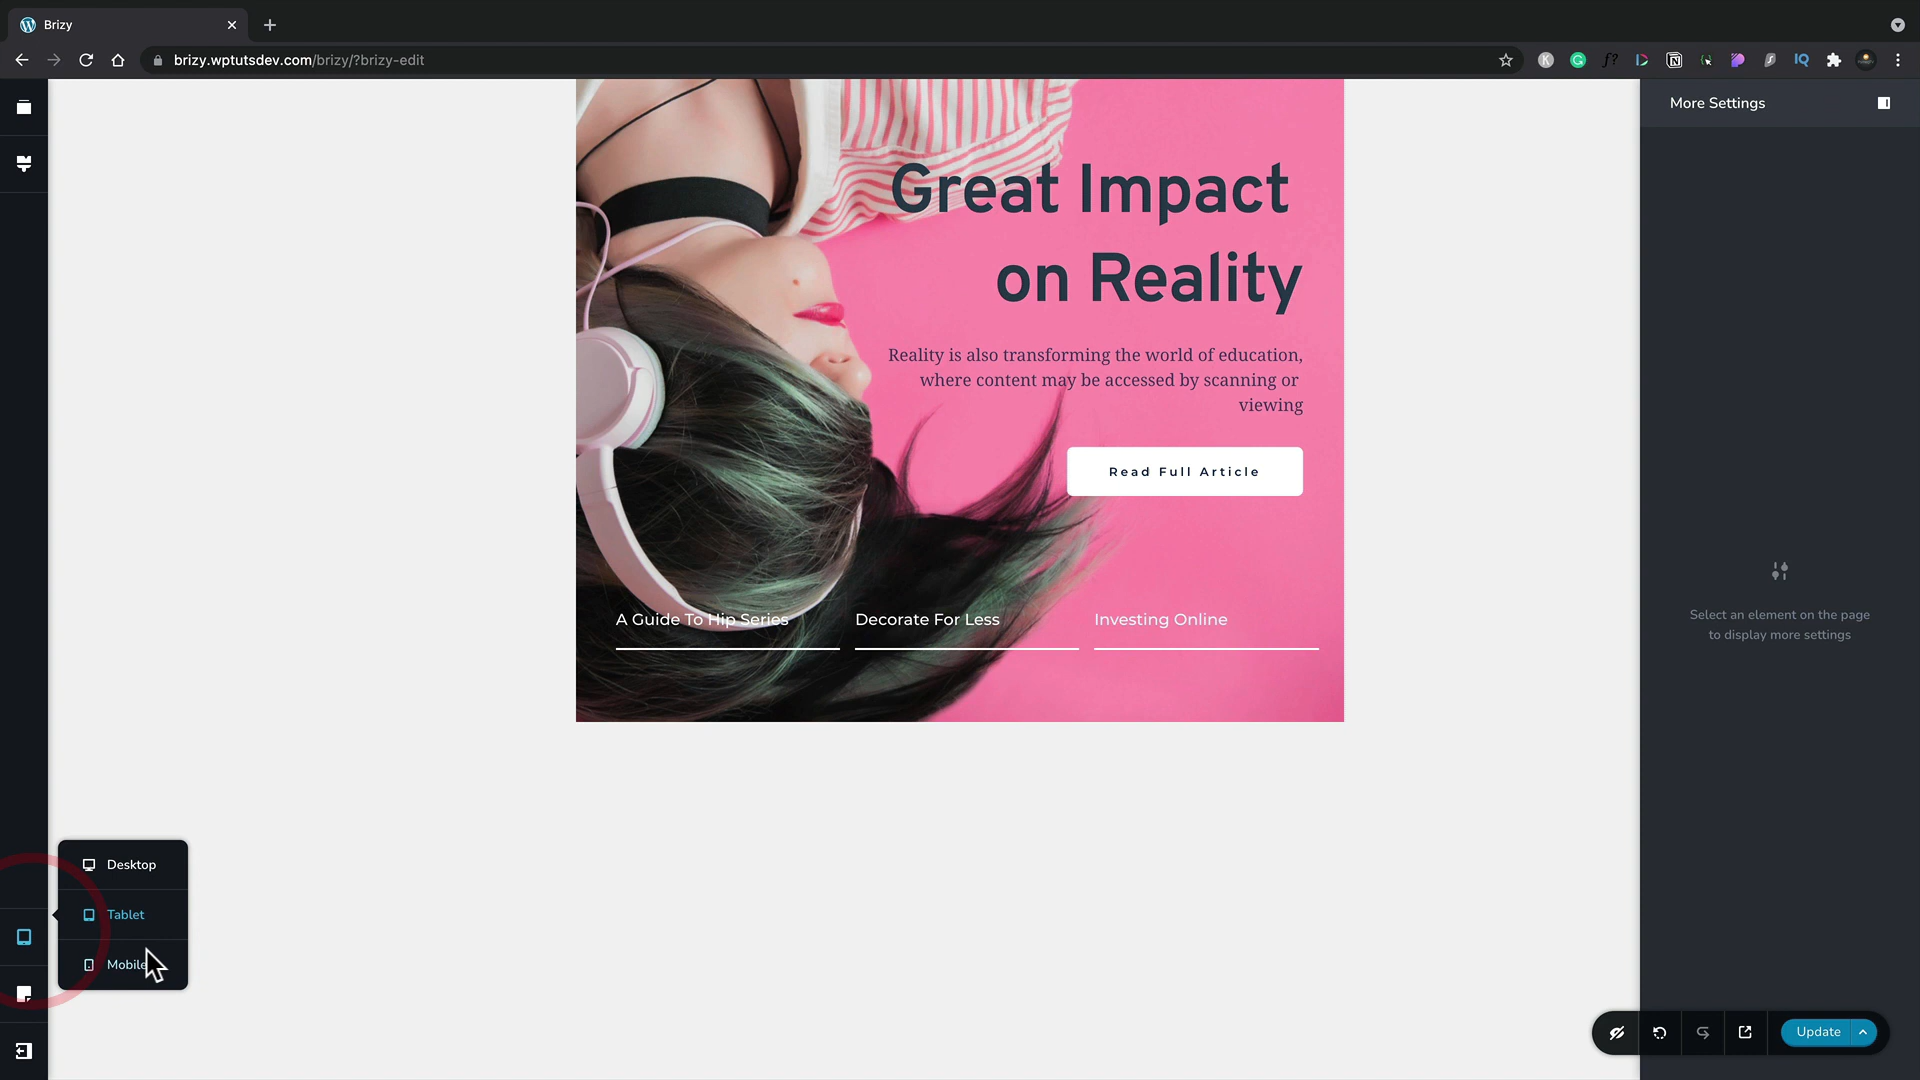 Brizy
brizy.wptutsdev.com/brizy/?brizy-edit
K
G
f?
N
IQ
More Settings
Great Impact
on Reality
Reality is also transforming the world of education,
where content may be accessed by scanning or
viewing
Read Full Article
A Guide To Hip Series
Decorate For Less
Investing Online
Select an element on the page
to display more settings
Desktop
Tablet
Mobile
Update